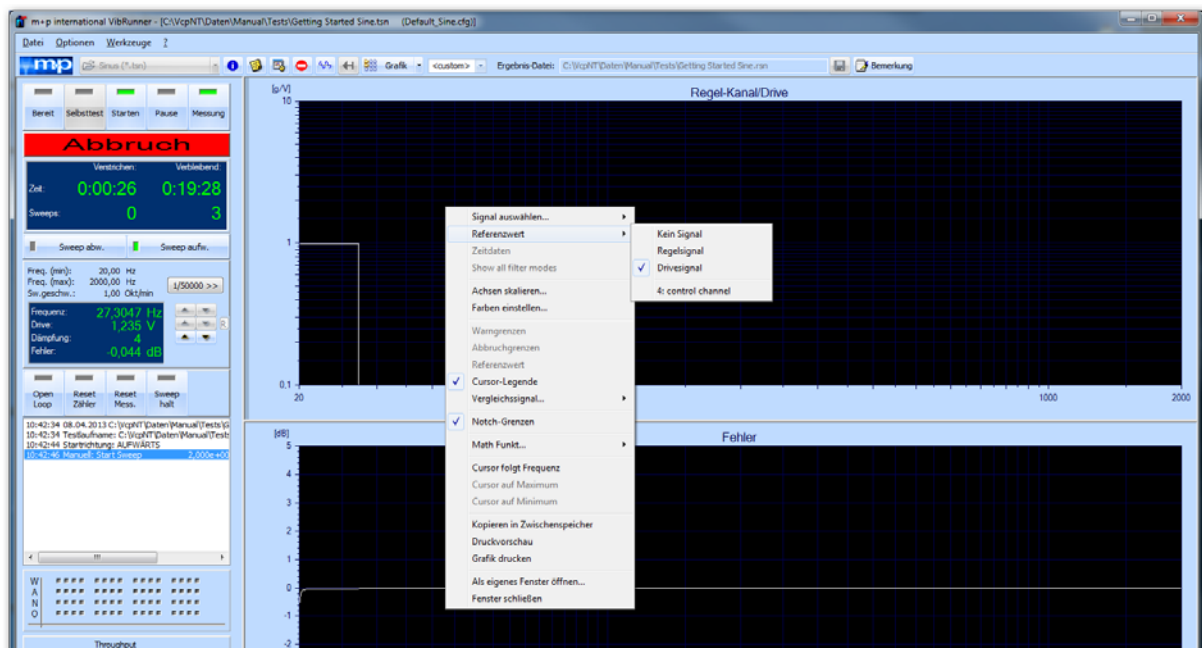 m+p international VibRunner - [C:\VcpNT\Daten\Manual\Tests\Getting Started Sine.tsn (Default_Sine.cfg)]
Datei Optionen Werkzeuge ?
mp Sinus (*.tsn) Grafik <custom> Ergebnis-Datei: C:\VcpNT\Daten\Manual\Tests\Getting Started Sine.rsn Bemerkung
Bereit Selbsttest Starten Pause Messung
Abbruch
Verstrichen: Verbleibend:
Zeit: 0:00:26 0:19:28
Sweeps: 0 3
Sweep abw. Sweep aufw.
Freq. (min): 20,00 Hz
Freq. (max): 2000,00 Hz
Sw.geschw.: 1,00 Okt/min
1/50000 >>
Frequenz: 27,3047 Hz
Drive: 1,235 V R
Dämpfung: 4
Fehler: -0,044 dB
Open Loop
Reset Zähler
Reset Mess.
Sweep halt
10:42:34 08.04.2013 C:\VcpNT\Daten\Manual\Tests\G
10:42:34 Testlaufname: C:\VcpNT\Daten\Manual\Test
10:42:44 Startrichtung: AUFWÄRTS
10:42:46 Manuell: Start Sweep 2,000e+00
W
A
N
O
Throughput
[p/V]
Regel-Kanal/Drive
10
1
0.1
20 1000 2000
[dB]
Fehler
5
4
3
2
1
0
-1
-2
Signal auswählen...
Referenzwert
Zeitdaten
Show all filter modes
Achsen skalieren...
Farben einstellen...
Warngrenzen
Abbruchgrenzen
Referenzwert
Cursor-Legende
Vergleichssignal...
Notch-Grenzen
Math Funkt...
Cursor folgt Frequenz
Cursor auf Maximum
Cursor auf Minimum
Kopieren in Zwischenspeicher
Druckvorschau
Grafik drucken
Als eigenes Fenster öffnen...
Fenster schließen
Kein Signal
Regelsignal
Drivesignal
4: control channel